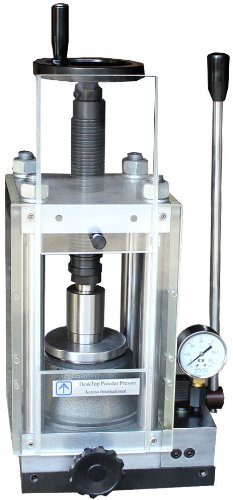 DeskTop Powder Presser
Across International